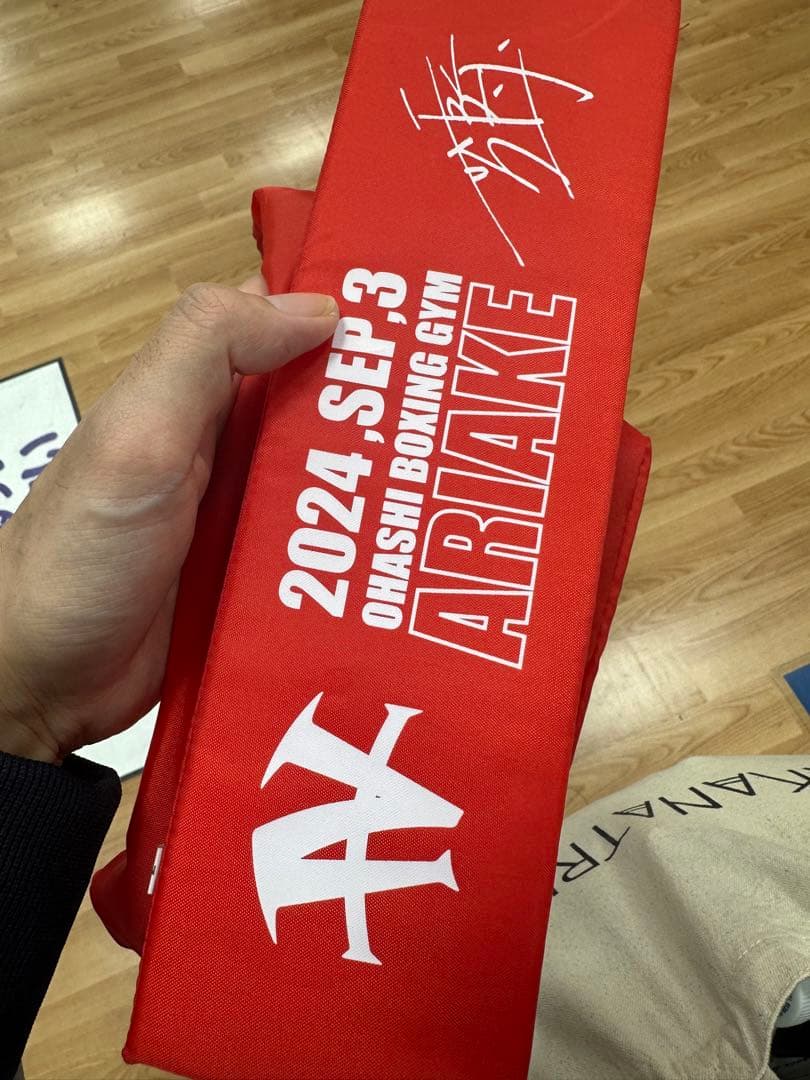 2024 ,SEP,3
OHASHI BOXING GYM
ARIAKE